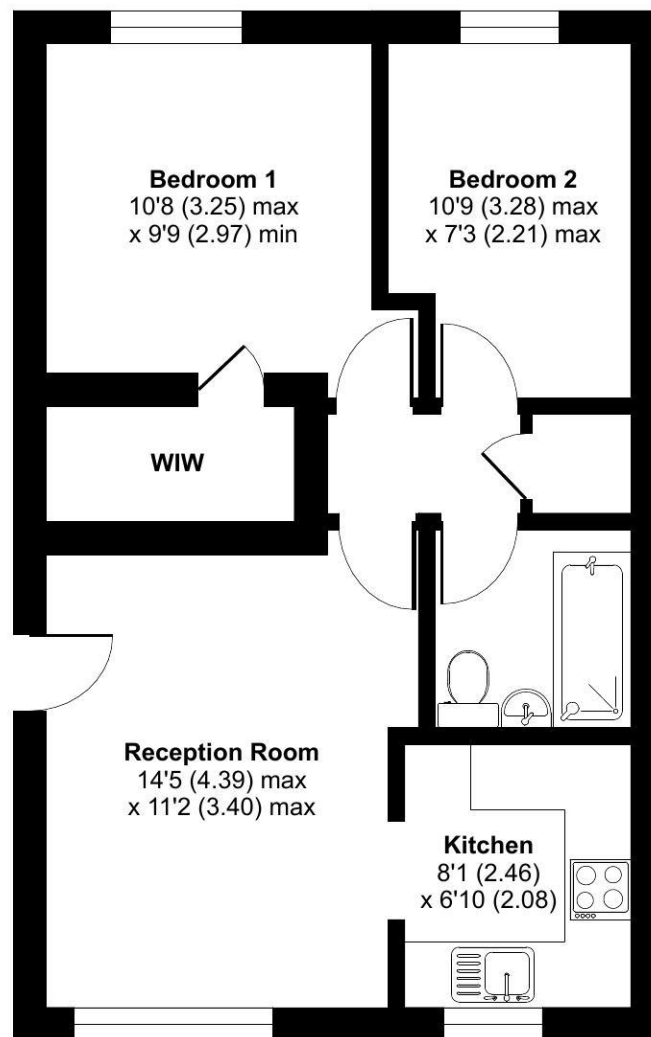 Bedroom 1
10'8 (3.25) max
x 9'9 (2.97) min
Bedroom 2
10'9 (3.28) max
x 7'3 (2.21) max
WIW
Reception Room
14'5 (4.39) max
x 11'2 (3.40) max
Kitchen
8'1 (2.46)
x 6'10 (2.08)